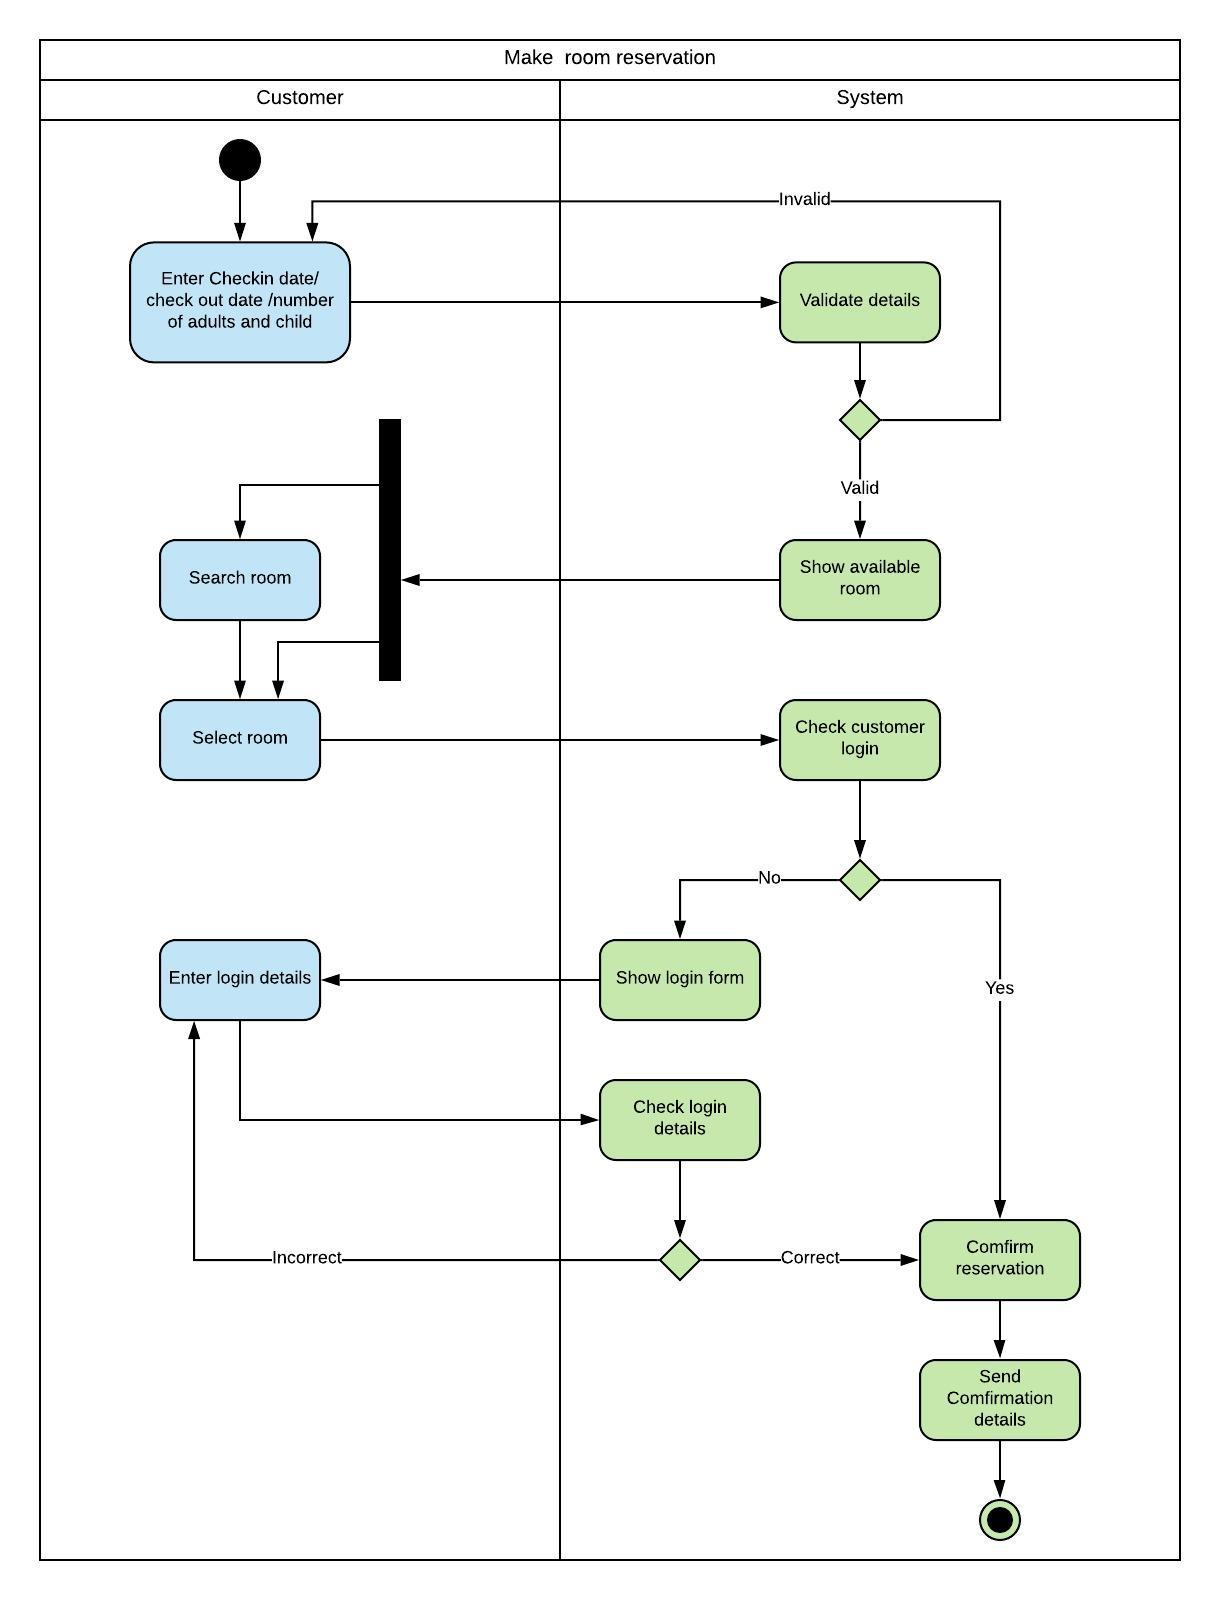 Make  room reservation
Customer
System
Invalid
Enter Checkin date/
check out date /number
of adults and child
Validate details
Valid
Search room
Show available
room
Select room
Check customer
login
No
Enter login details
Show login form
Yes
Check login
details
Incorrect
Correct
Comfirm
reservation
Send
Comfirmation
details